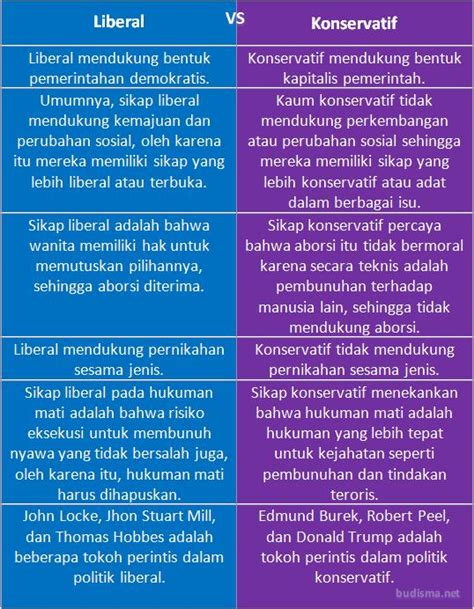 Liberal
VS
Konservatif
Liberal mendukung bentuk
pemerintahan demokratis.
Konservatif mendukung bentuk
kapitalis pemerintah.
Umumnya, sikap liberal
mendukung kemajuan dan
perubahan sosial, oleh karena
itu mereka memiliki sikap yang
lebih liberal atau terbuka.
Kaum konservatif tidak
mendukung perkembangan
atau perubahan sosial sehingga
mereka memiliki sikap yang
lebih konservatif atau adat
dalam berbagai isu.
Sikap liberal adalah bahwa
wanita memiliki hak untuk
memutuskan pilihannya,
sehingga aborsi diterima.
Sikap konservatif percaya
bahwa aborsi itu tidak bermoral
karena secara teknis adalah
pembunuhan terhadap
manusia lain, sehingga tidak
mendukung aborsi.
Liberal mendukung pernikahan
sesama jenis.
Konservatif tidak mendukung
pernikahan sesama jenis.
Sikap liberal pada hukuman
mati adalah bahwa risiko
eksekusi untuk membunuh
nyawa yang tidak bersalah juga,
oleh karena itu, hukuman mati
harus dihapuskan.
Sikap konservatif menekankan
bahwa hukuman mati adalah
hukuman yang lebih tepat
untuk kejahatan seperti
pembunuhan dan tindakan
teroris.
John Locke, Jhon Stuart Mill,
dan Thomas Hobbes adalah
beberapa tokoh perintis dalam
politik liberal.
Edmund Burek, Robert Peel,
dan Donald Trump adalah
tokoh perintis dalam politik
konservatif.
budisma.net